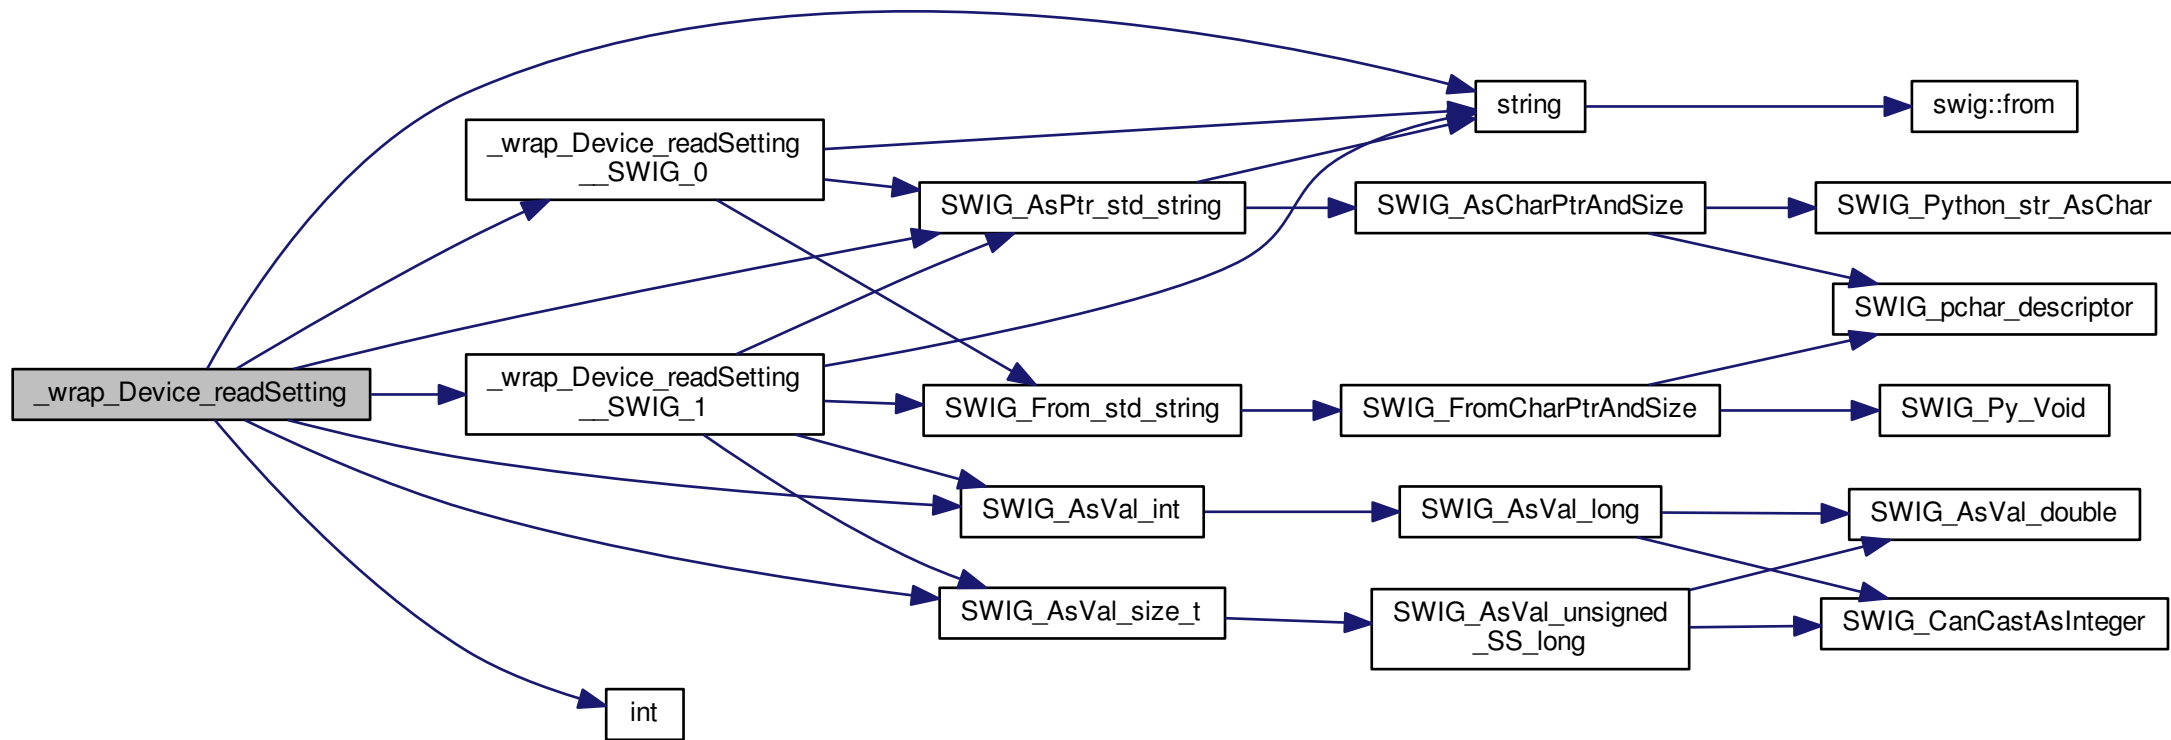 _wrap_Device_readSetting
_wrap_Device_readSetting
__SWIG_0
_wrap_Device_readSetting
__SWIG_1
int
SWIG_AsPtr_std_string
SWIG_From_std_string
SWIG_AsVal_int
SWIG_AsVal_size_t
string
SWIG_AsCharPtrAndSize
SWIG_FromCharPtrAndSize
SWIG_AsVal_long
SWIG_AsVal_unsigned
_SS_long
swig::from
SWIG_Python_str_AsChar
SWIG_pchar_descriptor
SWIG_Py_Void
SWIG_AsVal_double
SWIG_CanCastAsInteger